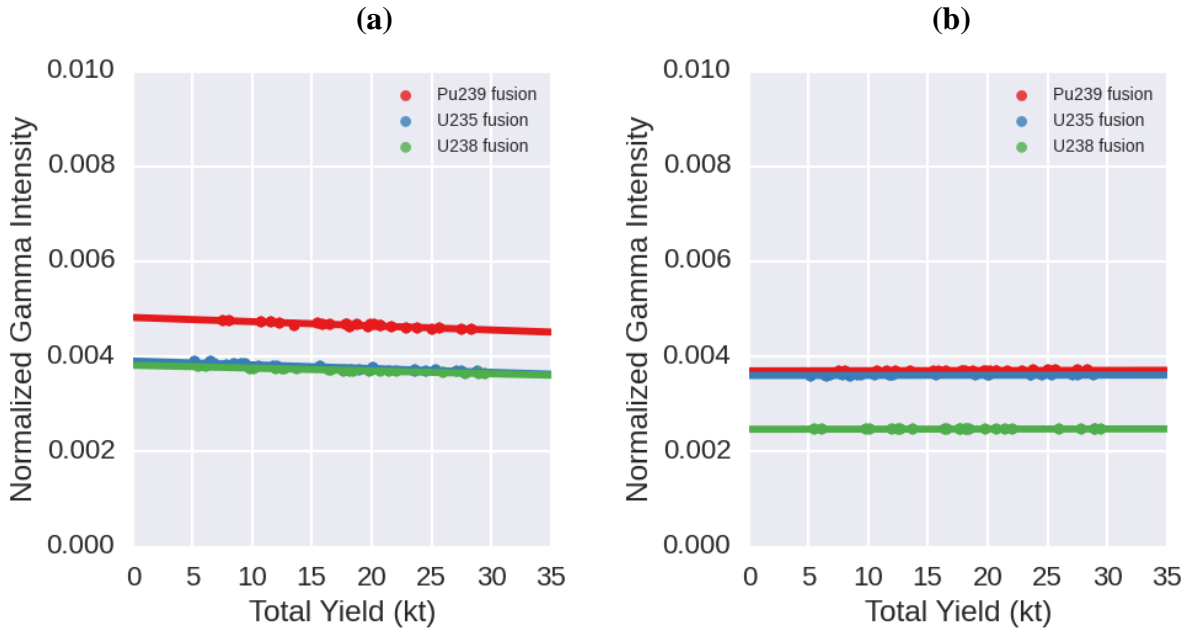 (a)
Normalized Gamma Intensity
0.010
0.008
0.006
0.004
0.002
0.000
Pu239 fusion
U235 fusion
U238 fusion
0 5 10 15 20 25 30 35
Total Yield (kt)
(b)
Normalized Gamma Intensity
0.010
0.008
0.006
0.004
0.002
0.000
Pu239 fusion
U235 fusion
U238 fusion
0 5 10 15 20 25 30 35
Total Yield (kt)